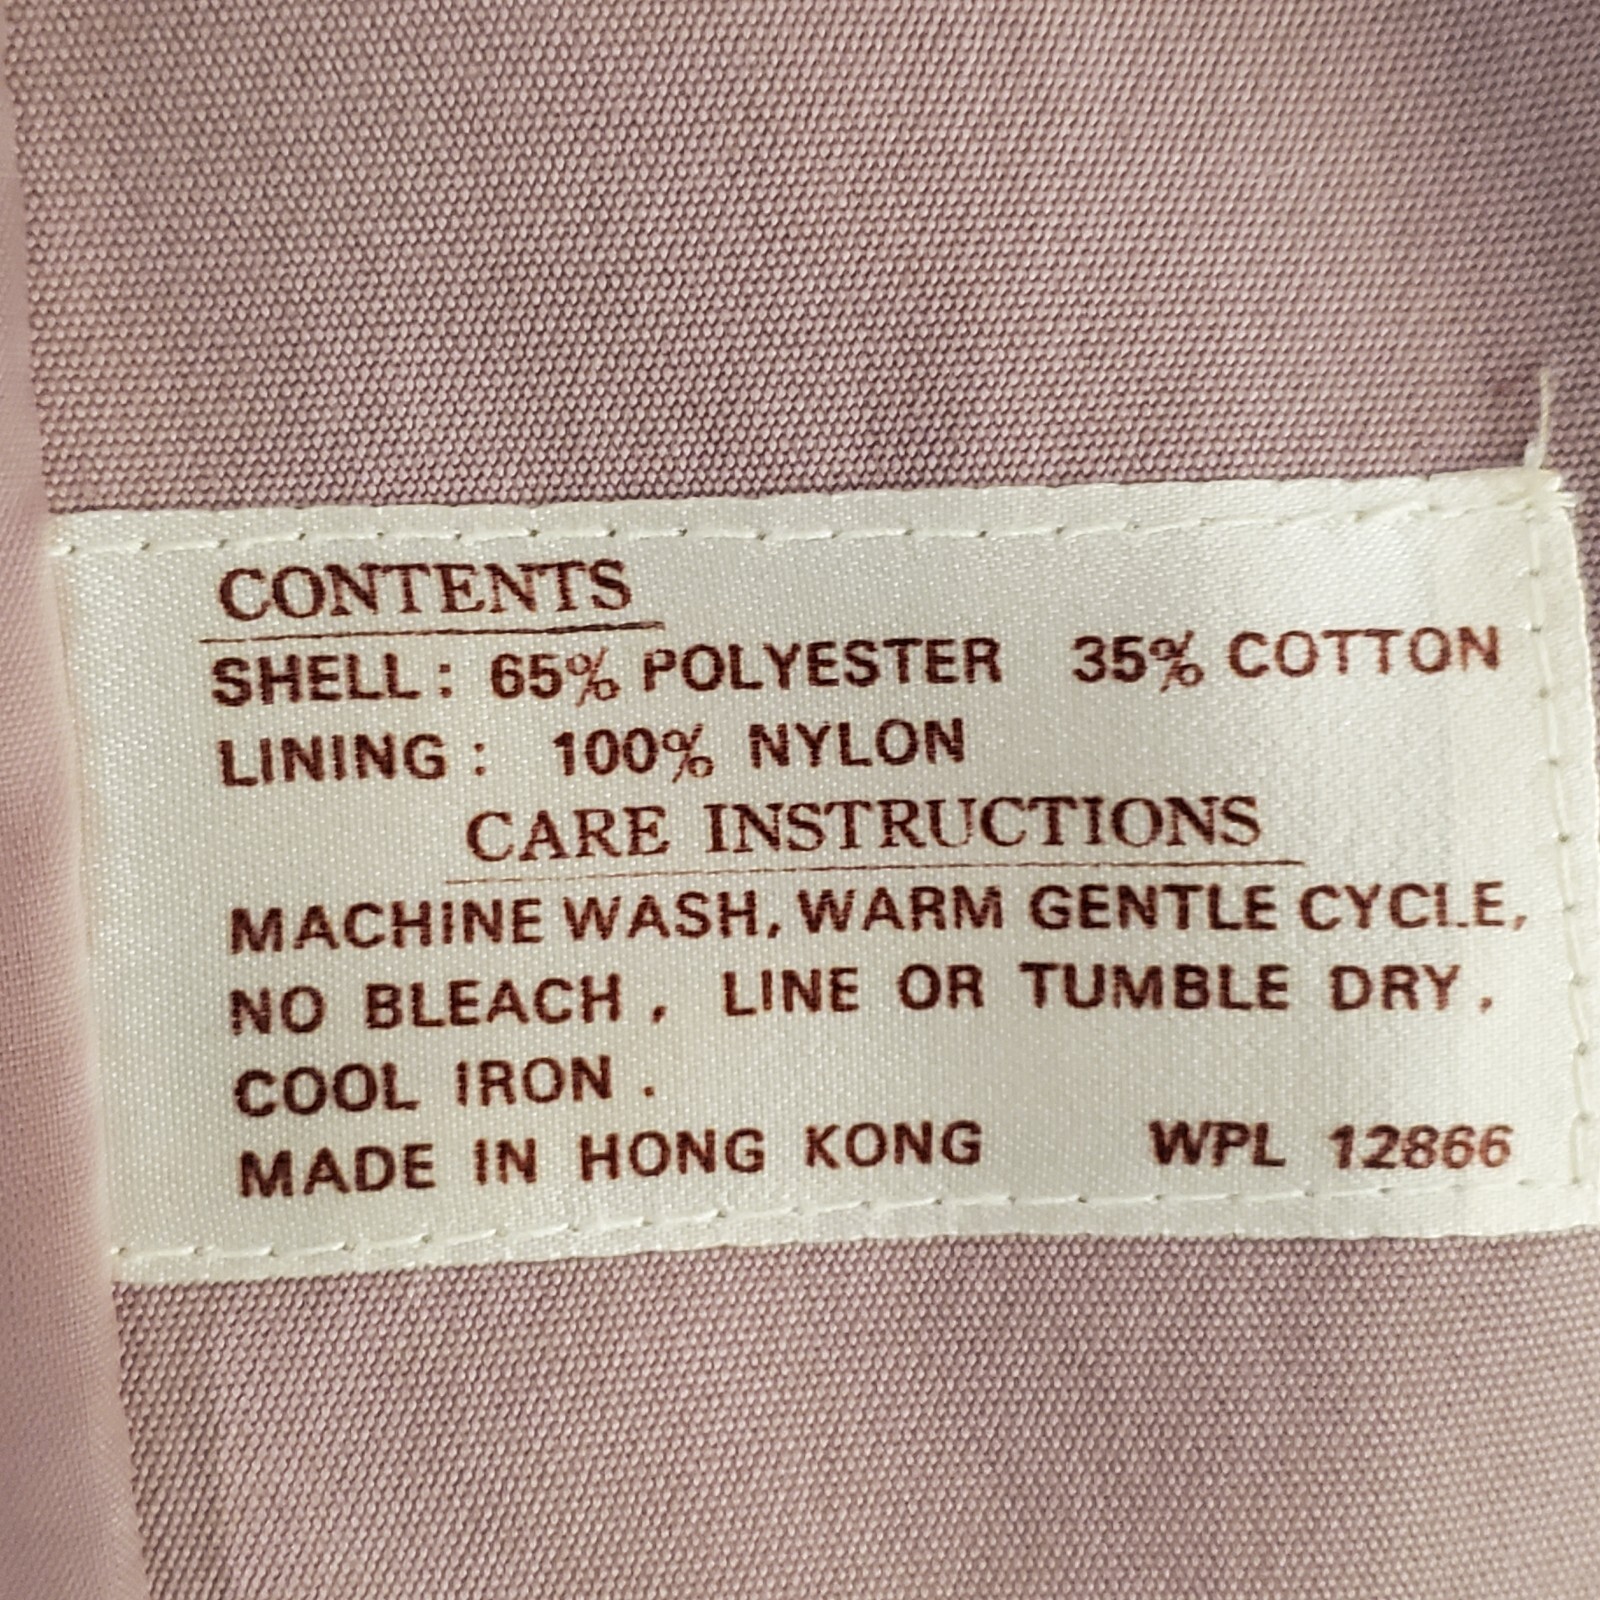 CONTENTS
SHELL: 65% POLYESTER 35% COTTON
LINING: 100% NYLON
CARE INSTRUCTIONS
MACHINE WASH, WARM GENTLE CYCLE,
NO BLEACH, LINE OR TUMBLE DRY,
COOL IRON.
MADE IN HONG KONG WPL 12866